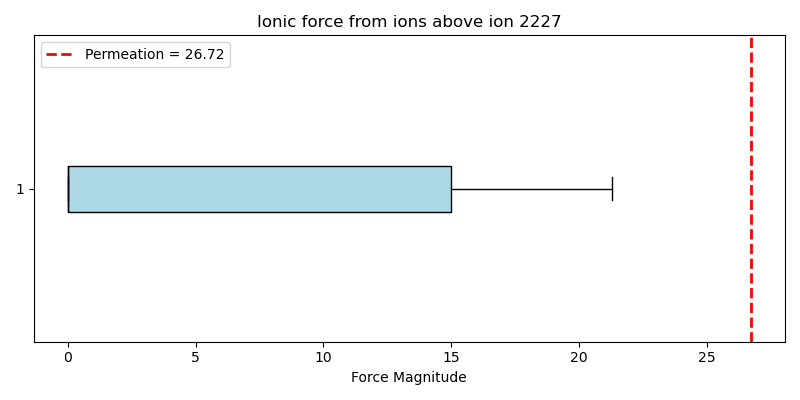 Ionic force from ions above ion 2227
Permeation = 26.72
1
0 5 10 15 20 25
Force Magnitude